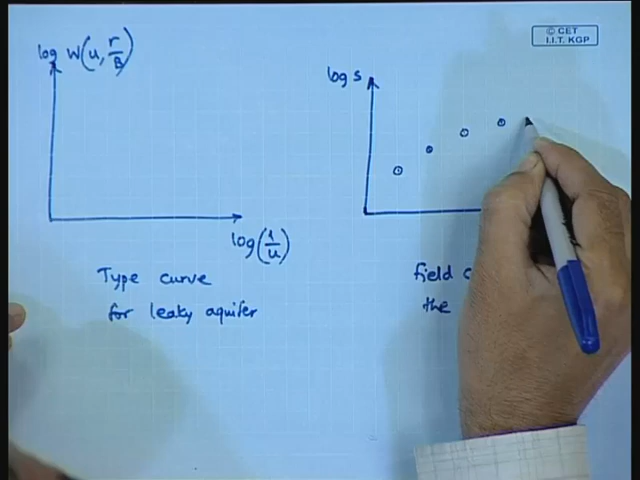 © CET
I.I.T. KGP
log W(u, r/B)
log s
log(1/u)
Type curve
for leaky aquifer
field
the